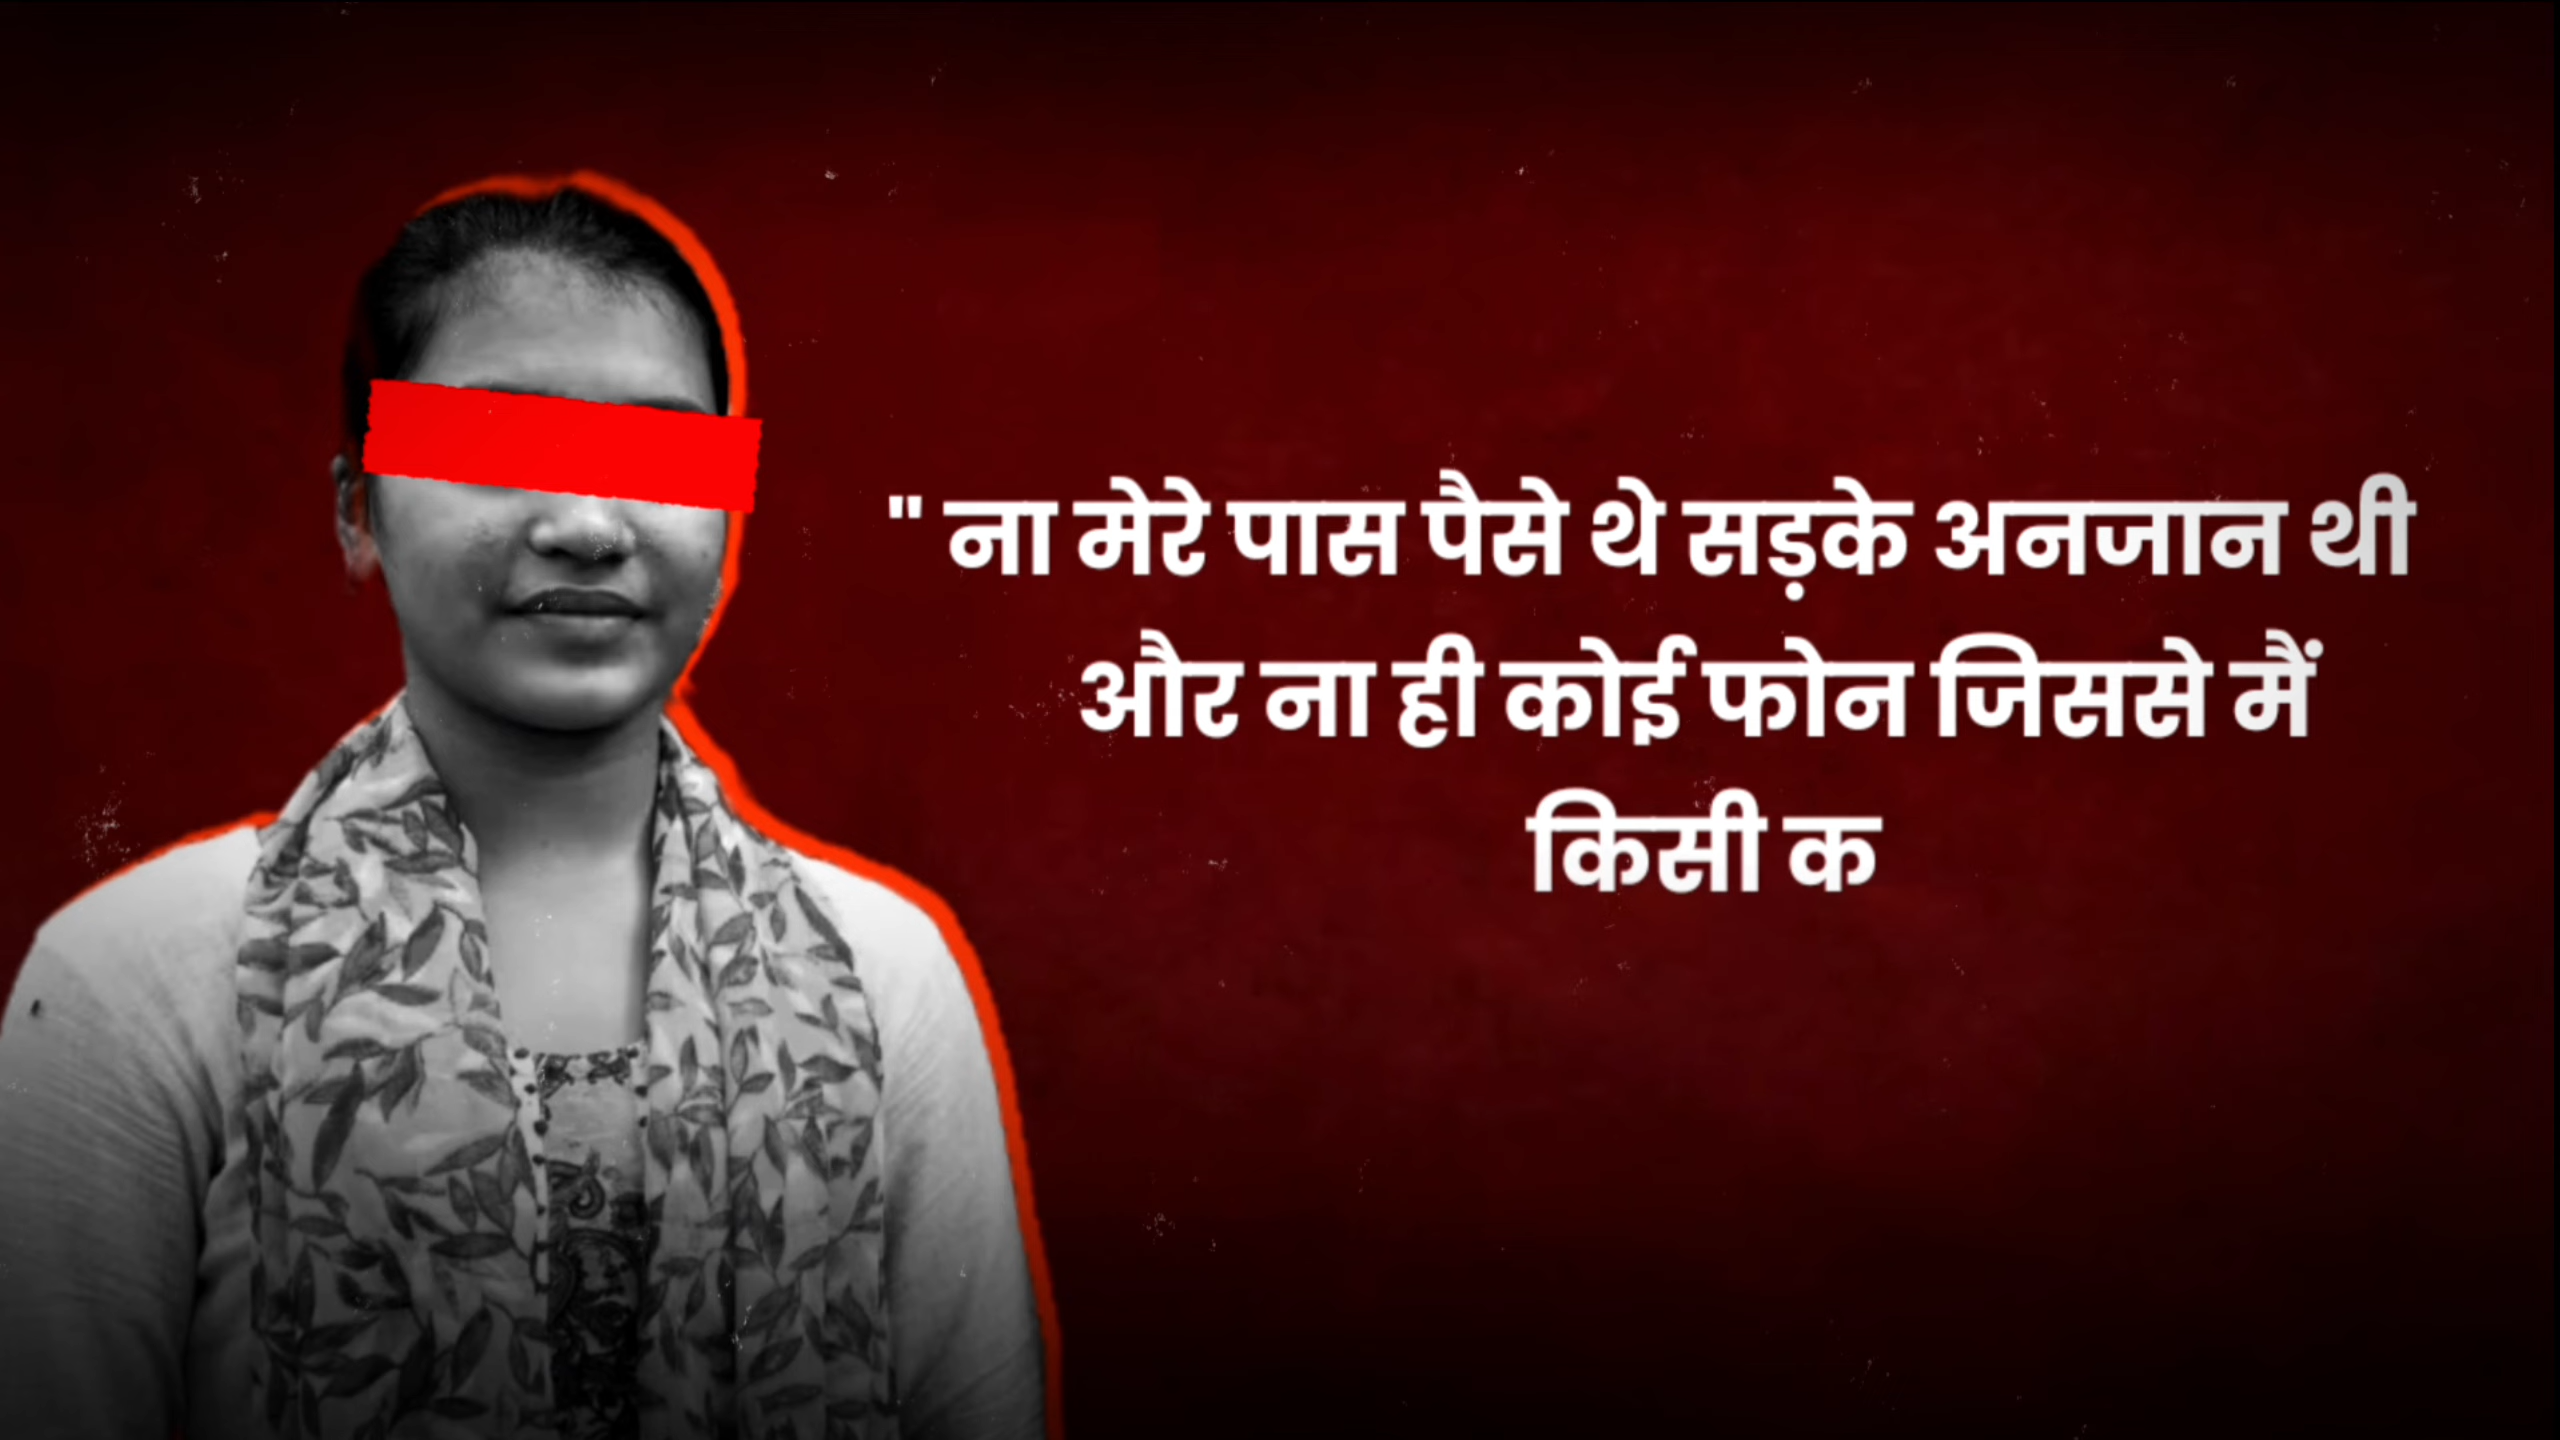 " ना मेरे पास पैसे थे सड़के अनजान थी
और ना ही कोई फोन जिससे मैं
किसी क